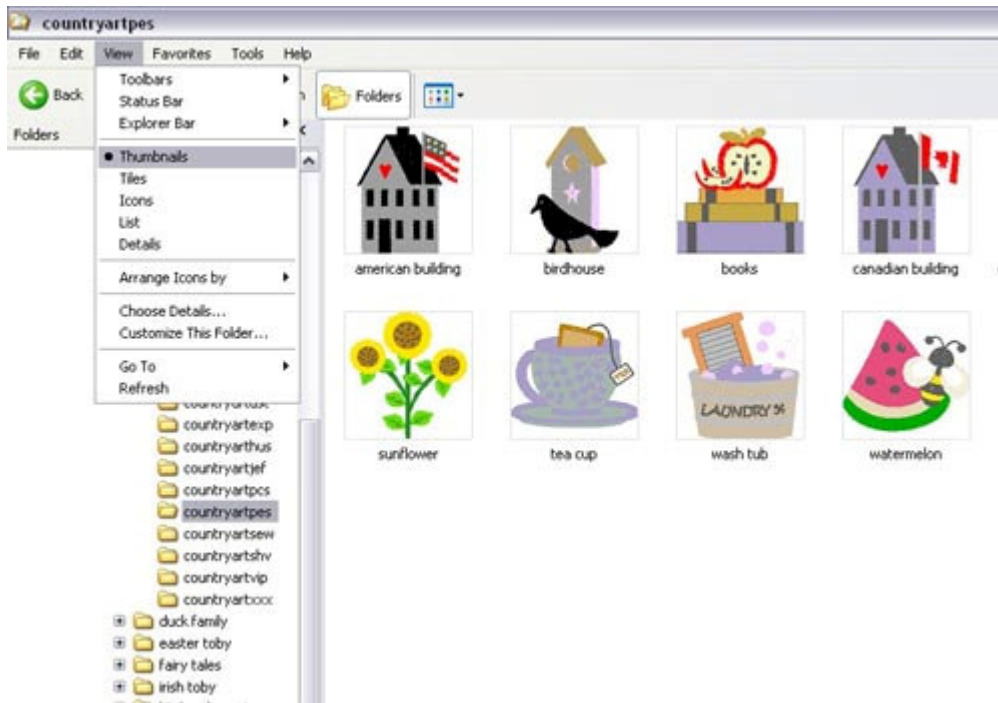 countryartpes
File Edit View Favorites Tools Help
Back
Folders
Folders
Toolbars
Status Bar
Explorer Bar
Thumbnails
Tiles
Icons
List
Details
Arrange Icons by
Choose Details...
Customize This Folder...
Go To
Refresh
countryartexp
countryarthus
countryartjef
countryartpcs
countryartpes
countryartsew
countryartshv
countryartvip
countryartxxx
duck family
easter toby
fairy tales
irish toby
american building
birdhouse
books
canadian building
LAUNDRY 5¢
sunflower
tea cup
wash tub
watermelon